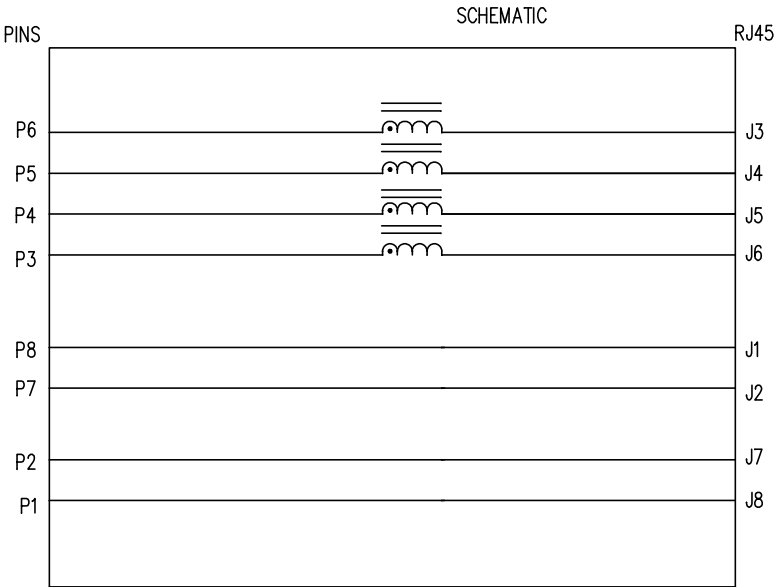 SCHEMATIC
PINS RJ45
P6 J3
P5 J4
P4 J5
P3 J6
P8 J1
P7 J2
P2 J7
P1 J8